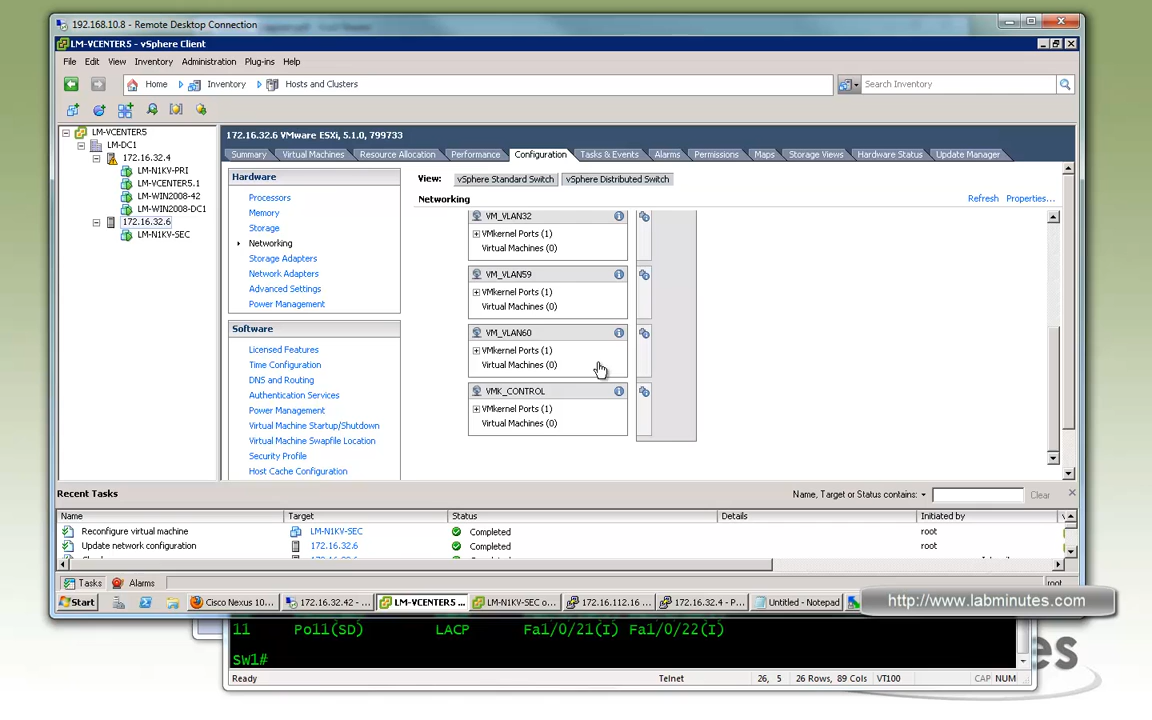 192.168.10.8 - Remote Desktop Connection
LM-VCENTER5 - vSphere Client
File Edit View Inventory Administration Plug-ins Help
Home Inventory Hosts and Clusters
Search Inventory
LM-VCENTER5
LM-DC1
172.16.32.4
LM-N1KV-PRI
LM-VCENTER5.1
LM-WIN2008-42
LM-WIN2008-DC1
172.16.32.6
LM-N1KV-SEC
172.16.32.6 VMware ESXi, 5.1.0, 799733
Summary Virtual Machines Resource Allocation Performance Configuration Tasks & Events Alarms Permissions Maps Storage Views Hardware Status Update Manager
Hardware
Processors
Memory
Storage
Networking
Storage Adapters
Network Adapters
Advanced Settings
Power Management
Software
Licensed Features
Time Configuration
DNS and Routing
Authentication Services
Power Management
Virtual Machine Startup/Shutdown
Virtual Machine Swapfile Location
Security Profile
Host Cache Configuration
View: vSphere Standard Switch vSphere Distributed Switch
Networking
Refresh Properties...
VM_VLAN32
VMkernel Ports (1)
Virtual Machines (0)
VM_VLAN59
VMkernel Ports (1)
Virtual Machines (0)
VM_VLAN60
VMkernel Ports (1)
Virtual Machines (0)
VMK_CONTROL
VMkernel Ports (1)
Virtual Machines (0)
Recent Tasks
Name, Target or Status contains: Clear
Name Target Status Details Initiated by
Reconfigure virtual machine LM-N1KV-SEC Completed root
Update network configuration 172.16.32.6 Completed root
Tasks Alarms
root
Start Cisco Nexus 10... 172.16.32.42 - ... LM-VCENTER5 ... LM-N1KV-SEC o... 172.16.112.16 ... 172.16.32.4 - P... Untitled - Notepad
http://www.labminutes.com
11 Po11(SD) LACP Fa1/0/21(I) Fa1/0/22(I)
sw1#
Ready Telnet 26, 5 26 Rows, 89 Cols VT100 CAP NUM